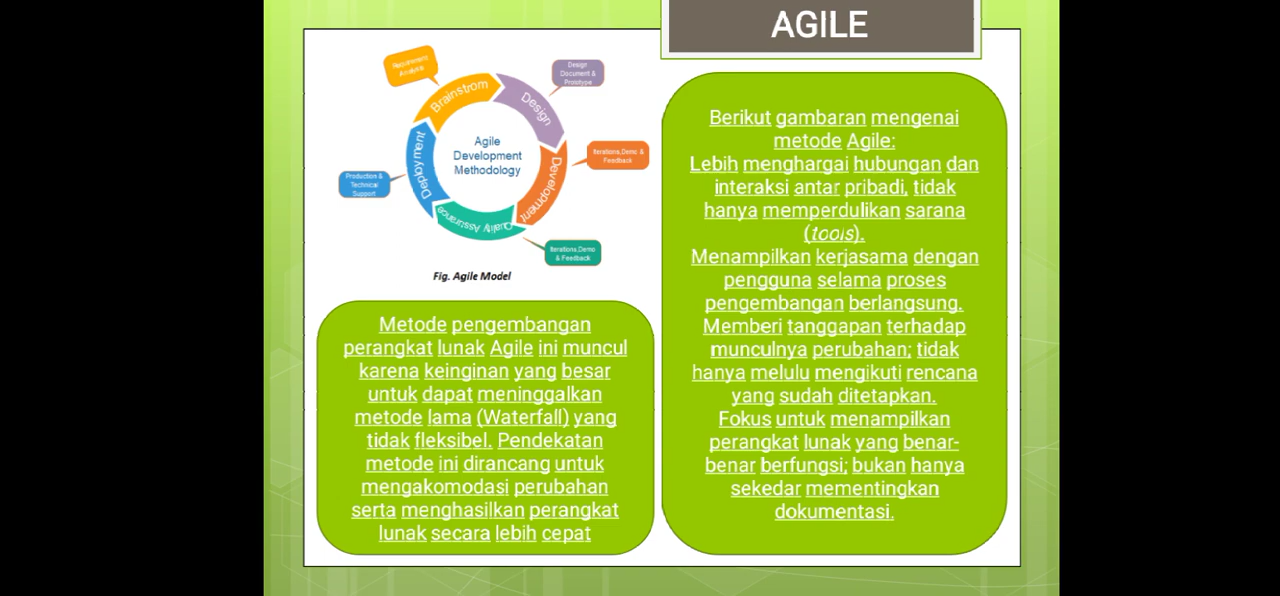 AGILE
Requirement
Analysis
Brainstrom
Design
Document &
Prototype
Design
Agile
Development
Methodology
Iterations,Demo &
Feedback
Development
Deployment
Production &
Technical
Support
Quality Assurance
Iterations,Demo
& Feedback
Fig. Agile Model
Metode pengembangan
perangkat lunak Agile ini muncul
karena keinginan yang besar
untuk dapat meninggalkan
metode lama (Waterfall) yang
tidak fleksibel. Pendekatan
metode ini dirancang untuk
mengakomodasi perubahan
serta menghasilkan perangkat
lunak secara lebih cepat
Berikut gambaran mengenai
metode Agile:
Lebih menghargai hubungan dan
interaksi antar pribadi, tidak
hanya memperdulikan sarana
(tools).
Menampilkan kerjasama dengan
pengguna selama proses
pengembangan berlangsung.
Memberi tanggapan terhadap
munculnya perubahan; tidak
hanya melulu mengikuti rencana
yang sudah ditetapkan.
Fokus untuk menampilkan
perangkat lunak yang benar-
benar berfungsi; bukan hanya
sekedar mementingkan
dokumentasi.